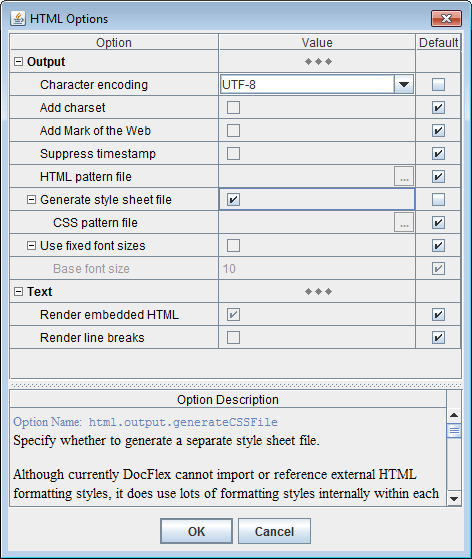 HTML Options
Option Value Default
Output
Character encoding UTF-8
Add charset
Add Mark of the Web
Suppress timestamp
HTML pattern file ...
Generate style sheet file
CSS pattern file ...
Use fixed font sizes
Base font size 10
Text
Render embedded HTML
Render line breaks
Option Description
Option Name: html.output.generateCSSFile
Specify whether to generate a separate style sheet file.
Although currently DocFlex cannot import or reference external HTML
formatting styles, it does use lots of formatting styles internally within each
OK Cancel